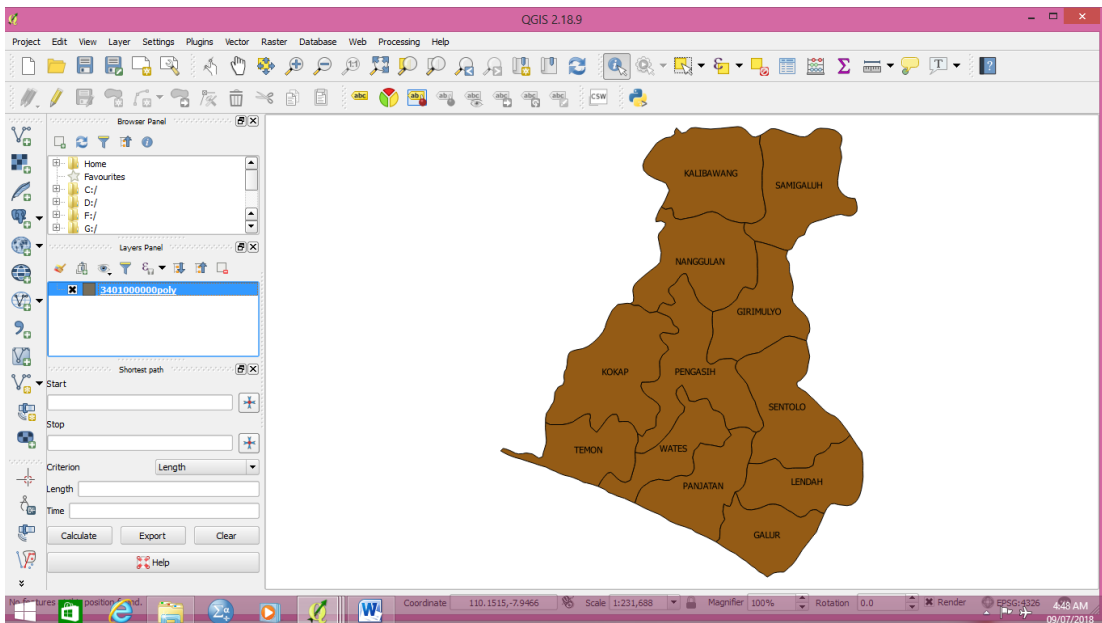 QGIS 2.18.9
Project Edit View Layer Settings Plugins Vector Raster Database Web Processing Help
abc
CSW
Browser Panel
Home
Favourites
C:/
D:/
F:/
G:/
Layers Panel
3401000000poly
Shortest path
Start
Stop
Criterion Length
Length
Time
Calculate Export Clear
Help
KALIBAWANG
SAMIGALUH
NANGGULAN
GIRIMULYO
KOKAP
PENGASIH
SENTOLO
TEMON
WATES
LENDAH
PANJATAN
GALUR
Coordinate 110.1515,-7.9466 Scale 1:231,688 Magnifier 100% Rotation 0.0 Render EPSG:4326
4:43 AM
09/07/2018